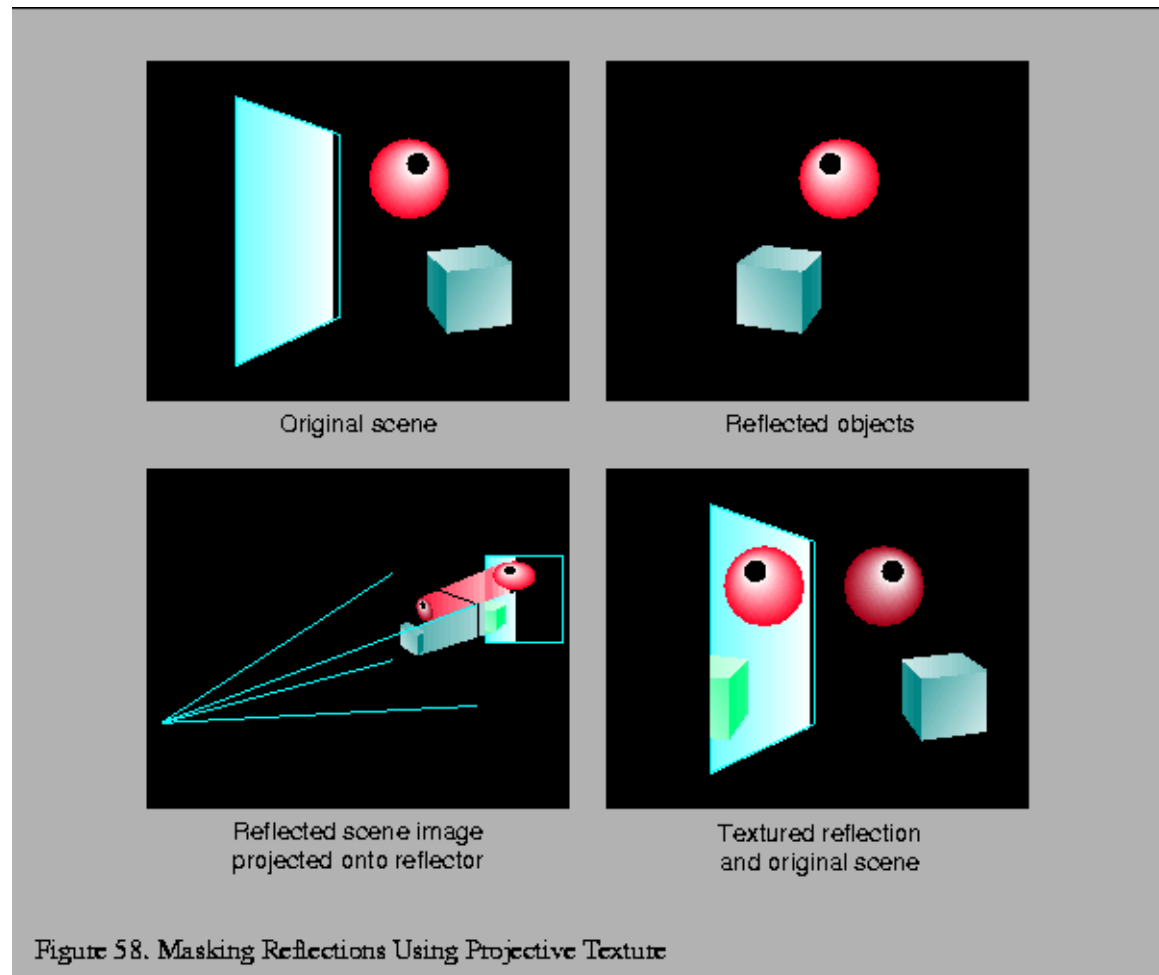 Original scene
Reflected objects
Reflected scene image
projected onto reflector
Textured reflection
and original scene
Figure 58. Masking Reflections Using Projective Texture